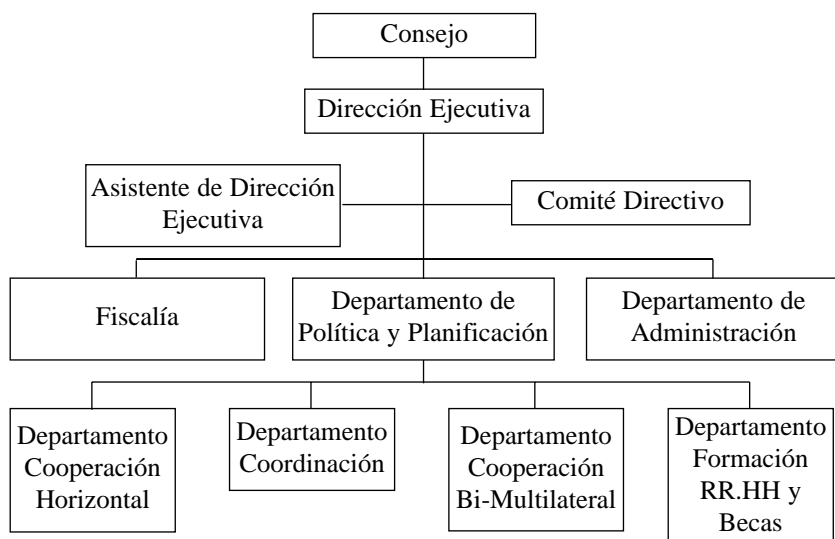 Consejo
Dirección Ejecutiva
Asistente de Dirección
Ejecutiva
Comité Directivo
Fiscalía
Departamento de
Política y Planificación
Departamento de
Administración
Departamento
Cooperación
Horizontal
Departamento
Coordinación
Departamento
Cooperación
Bi-Multilateral
Departamento
Formación
RR.HH y
Becas